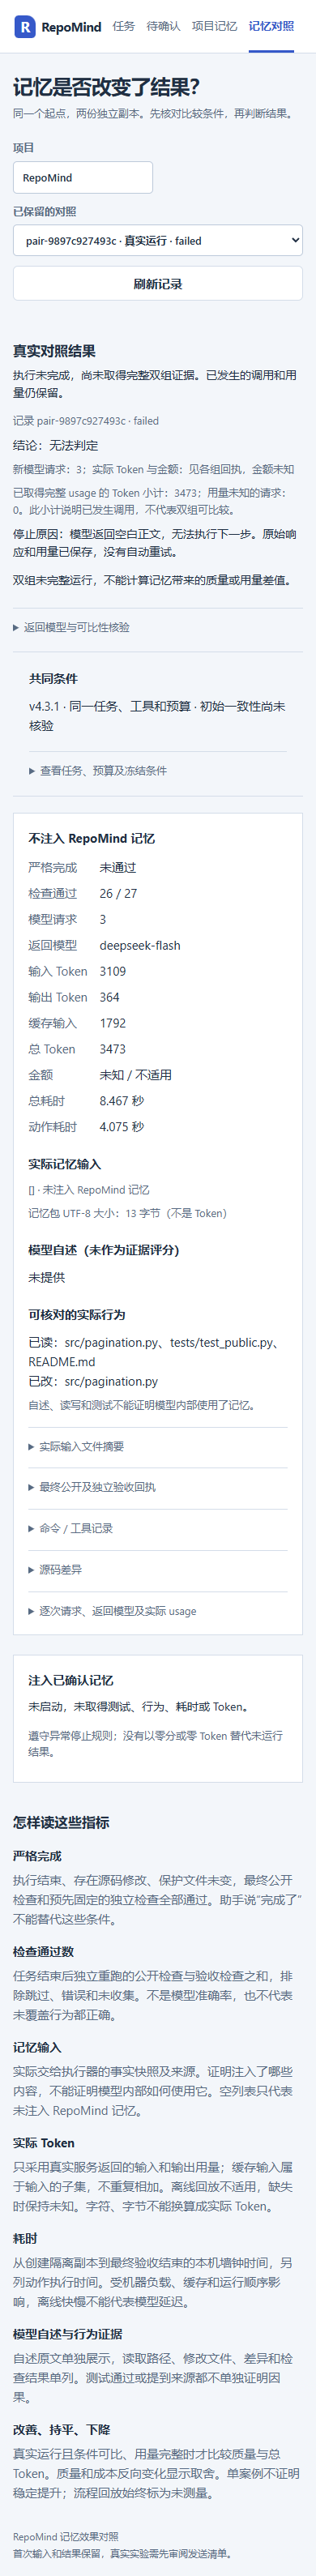 R RepoMind 任务 待确认 项目记忆 记忆对照
记忆是否改变了结果？
同一个起点，两份独立副本。先核对比较条件，再判断结果。
项目
RepoMind
已保留的对照
pair-9897c927493c · 真实运行 · failed
刷新记录
真实对照结果
执行未完成，尚未取得完整双组证据。已发生的调用和用
量仍保留。
记录 pair-9897c927493c · failed
结论：无法判定
新模型请求：3；实际 Token 与金额：见各组回执，金额未知
已取得完整 usage 的 Token 小计：3473；用量未知的请求：
0。此小计说明已发生调用，不代表双组可比较。
停止原因：模型返回空白正文，无法执行下一步。原始响
应和用量已保存，没有自动重试。
双组未完整运行，不能计算记忆带来的质量或用量差值。
▶ 返回模型与可比性核验
共同条件
v4.3.1 · 同一任务、工具和预算 · 初始一致性尚未
核验
▶ 查看任务、预算及冻结条件
不注入 RepoMind 记忆
严格完成 未通过
检查通过 26 / 27
模型请求 3
返回模型 deepseek-flash
输入 Token 3109
输出 Token 364
缓存输入 1792
总 Token 3473
金额 未知 / 不适用
总耗时 8.467 秒
动作耗时 4.075 秒
实际记忆输入
[] · 未注入 RepoMind 记忆
记忆包 UTF-8 大小：13 字节（不是 Token）
模型自述（未作为证据评分）
未提供
可核对的实际行为
已读：src/pagination.py、tests/test_public.py、
README.md
已改：src/pagination.py
自述、读写和测试不能证明模型内部使用了记忆。
▶ 实际输入文件摘要
▶ 最终公开及独立验收回执
▶ 命令 / 工具记录
▶ 源码差异
▶ 逐次请求、返回模型及实际 usage
注入已确认记忆
未启动，未取得测试、行为、耗时或 Token。
遵守异常停止规则；没有以零分或零 Token 替代未运行
结果。
怎样读这些指标
严格完成
执行结束、存在源码修改、保护文件未变，最终公开
检查和预先固定的独立检查全部通过。助手说“完成了”
不能替代这些条件。
检查通过数
任务结束后独立重跑的公开检查与验收检查之和，排
除跳过、错误和未收集。不是模型准确率，也不代表
未覆盖行为都正确。
记忆输入
实际交给执行器的事实快照及来源。证明注入了哪些
内容，不能证明模型内部如何使用它。空列表只代表
未注入 RepoMind 记忆。
实际 Token
只采用真实服务返回的输入和输出用量；缓存输入属
于输入的子集，不重复相加。离线回放不适用，缺失
时保持未知。字符、字节不能换算成实际 Token。
耗时
从创建隔离副本到最终验收结束的本机墙钟时间，另
列动作执行时间。受机器负载、缓存和运行顺序影
响，离线快慢不能代表模型延迟。
模型自述与行为证据
自述原文单独展示，读取路径、修改文件、差异和检
查结果单列。测试通过或提到来源都不单独证明因
果。
改善、持平、下降
真实运行且条件可比、用量完整时才比较质量与总
Token。质量和成本反向变化显示取舍。单案例不证明
稳定提升；流程回放始终标为未测量。
RepoMind 记忆效果对照
首次输入和结果保留，真实实验需先审阅发送清单。